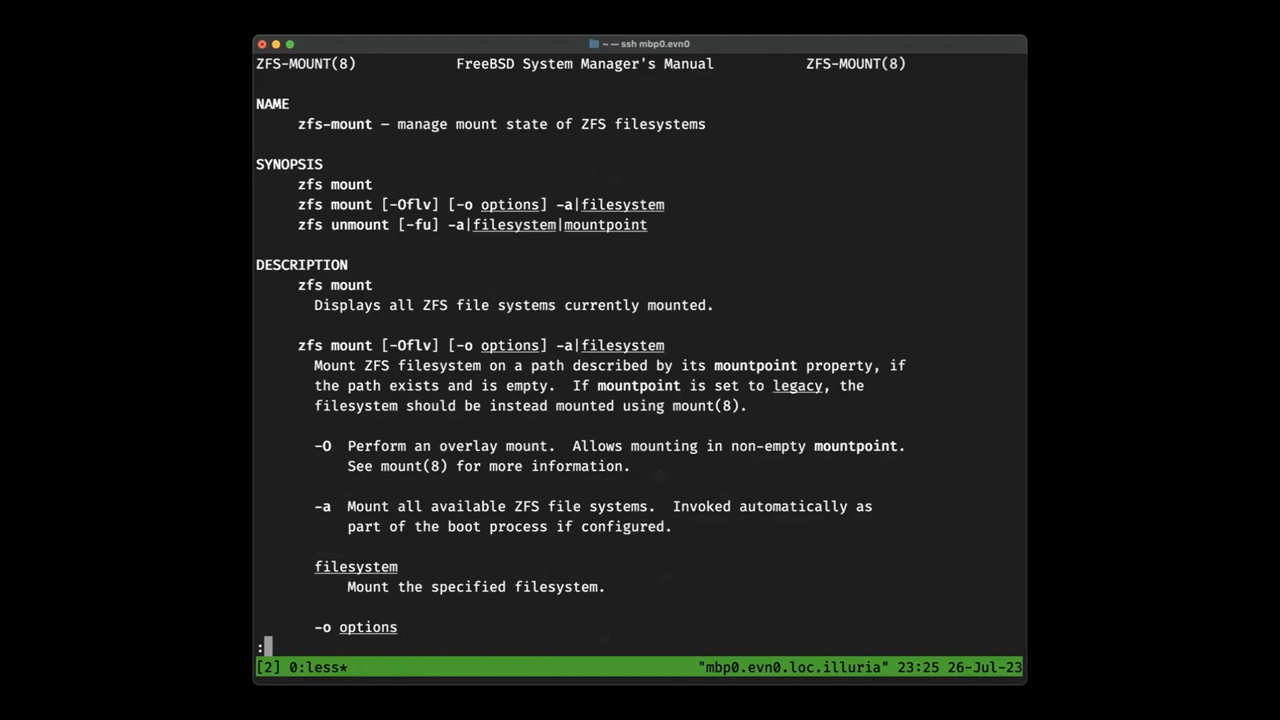 ~ — ssh mbp0.evn0
ZFS-MOUNT(8) FreeBSD System Manager's Manual ZFS-MOUNT(8)
NAME
zfs-mount – manage mount state of ZFS filesystems
SYNOPSIS
zfs mount
zfs mount [-Oflv] [-o options] -a|filesystem
zfs unmount [-fu] -a|filesystem|mountpoint
DESCRIPTION
zfs mount
Displays all ZFS file systems currently mounted.
zfs mount [-Oflv] [-o options] -a|filesystem
Mount ZFS filesystem on a path described by its mountpoint property, if
the path exists and is empty. If mountpoint is set to legacy, the
filesystem should be instead mounted using mount(8).
-O Perform an overlay mount. Allows mounting in non-empty mountpoint.
See mount(8) for more information.
-a Mount all available ZFS file systems. Invoked automatically as
part of the boot process if configured.
filesystem
Mount the specified filesystem.
-o options
:
[2] 0:less* "mbp0.evn0.loc.illuria" 23:25 26-Jul-23